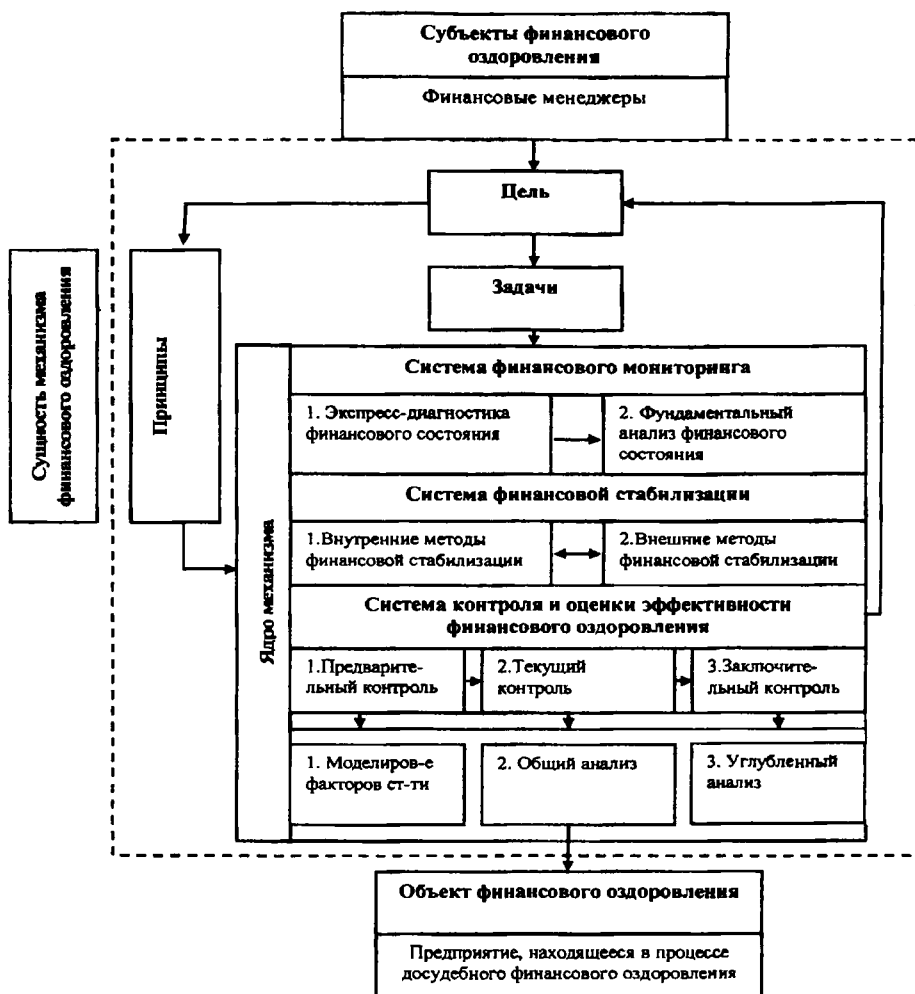 Субъекты финансового
оздоровления
Финансовые менеджеры
Цель
Задачи
Сущность механизма
финансового оздоровления
Принципы
Ядро механизма
Система финансового мониторинга
1. Экспресс-диагностика
финансового состояния
2. Фундаментальный
анализ финансового
состояния
Система финансовой стабилизации
1.Внутренние методы
финансовой стабилизации
2.Внешние методы
финансовой стабилизации
Система контроля и оценки эффективности
финансового оздоровления
1.Предварите-
льный контроль
2.Текущий
контроль
3.Заключите-
льный контроль
1. Моделиров-е
факторов ст-ти
2. Общий анализ
3. Углубленный
анализ
Объект финансового оздоровления
Предприятие, находящееся в процессе
досудебного финансового оздоровления